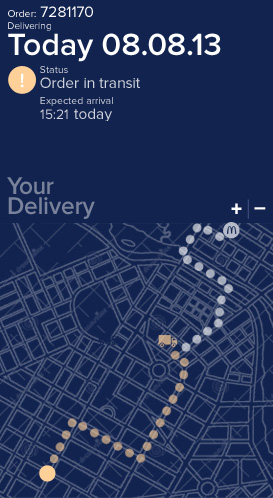 Order: 7281170
Delivering
Today 08.08.13
Status
Order in transit
Expected arrival
15:21 today
Your
Delivery